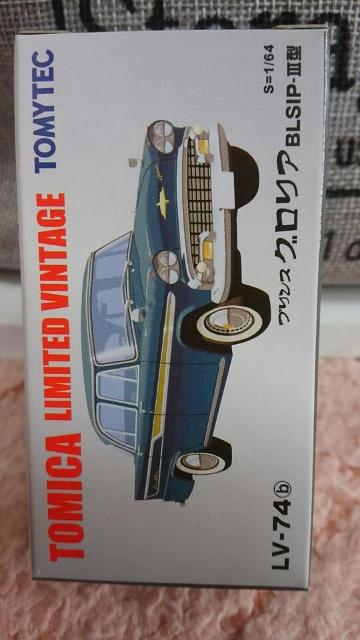 TOMICA LIMITED VINTAGE TOMYTEC
S=1/64
プリンス グロリア BLSIP-Ⅲ型
LV-74ⓑ